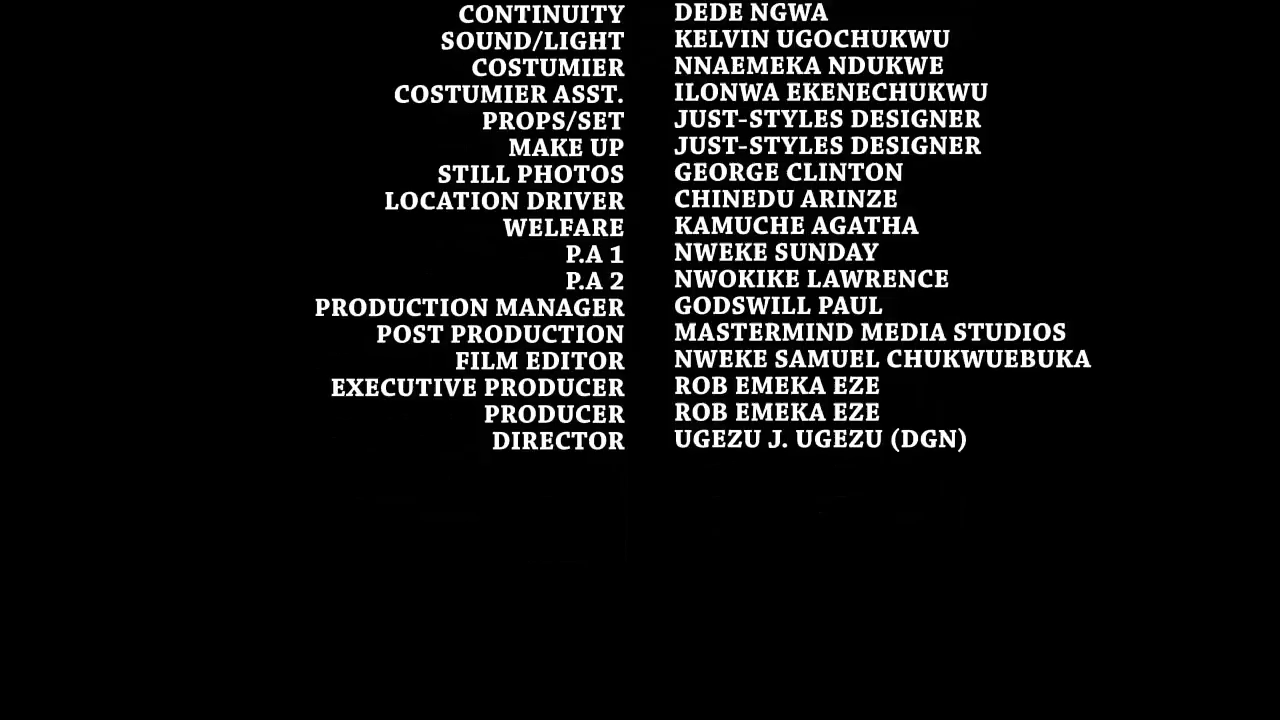 CONTINUITY DEDE NGWA
SOUND/LIGHT KELVIN UGOCHUKWU
COSTUMIER NNAEMEKA NDUKWE
COSTUMIER ASST. ILONWA EKENECHUKWU
PROPS/SET JUST-STYLES DESIGNER
MAKE UP JUST-STYLES DESIGNER
STILL PHOTOS GEORGE CLINTON
LOCATION DRIVER CHINEDU ARINZE
WELFARE KAMUCHE AGATHA
P.A 1 NWEKE SUNDAY
P.A 2 NWOKIKE LAWRENCE
PRODUCTION MANAGER GODSWILL PAUL
POST PRODUCTION MASTERMIND MEDIA STUDIOS
FILM EDITOR NWEKE SAMUEL CHUKWUEBUKA
EXECUTIVE PRODUCER ROB EMEKA EZE
PRODUCER ROB EMEKA EZE
DIRECTOR UGEZU J. UGEZU (DGN)